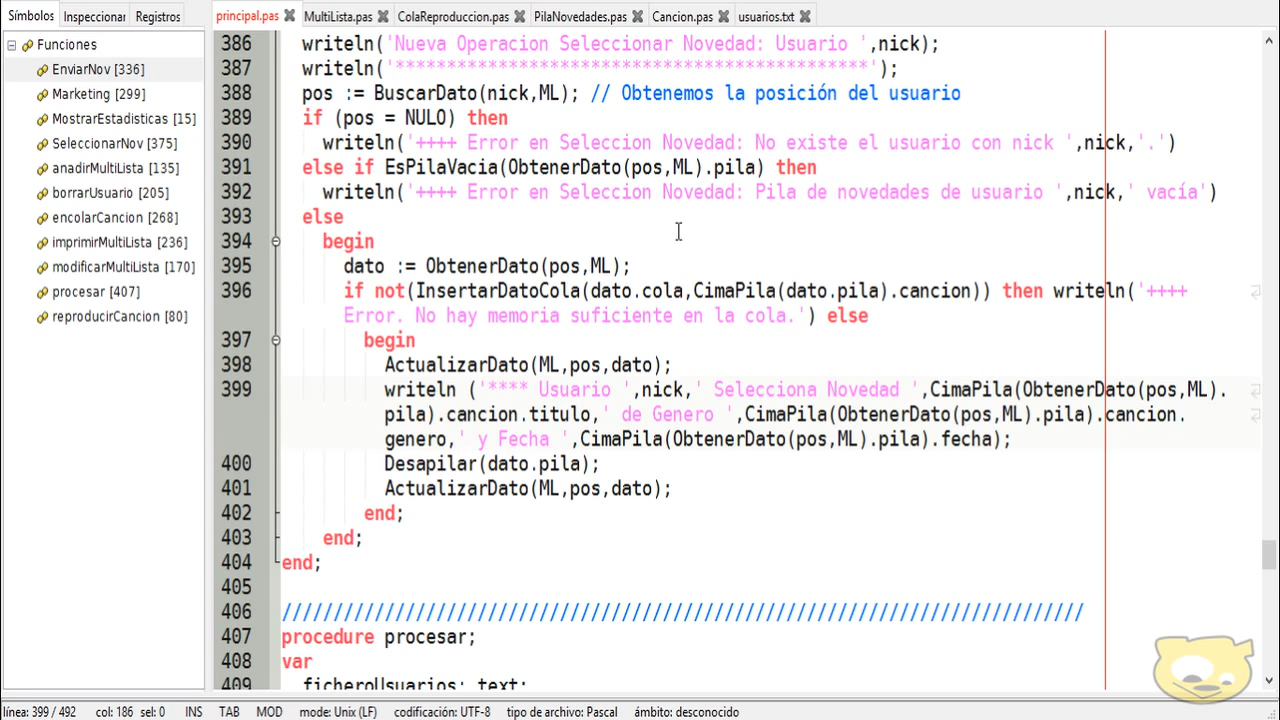 Símbolos Inspeccionar Registros
principal.pas MultiLista.pas ColaReproduccion.pas PilaNovedades.pas Cancion.pas usuarios.txt
Funciones
EnviarNov [336]
Marketing [299]
MostrarEstadisticas [15]
SeleccionarNov [375]
anadirMultiLista [135]
borrarUsuario [205]
encolarCancion [268]
imprimirMultiLista [236]
modificarMultiLista [170]
procesar [407]
reproducirCancion [80]
386 writeln('Nueva Operacion Seleccionar Novedad: Usuario ',nick);
387 writeln('**********************************************');
388 pos := BuscarDato(nick,ML); // Obtenemos la posición del usuario
389 if (pos = NULO) then
390 writeln('++++ Error en Seleccion Novedad: No existe el usuario con nick ',nick,'.')
391 else if EsPilaVacia(ObtenerDato(pos,ML).pila) then
392 writeln('++++ Error en Seleccion Novedad: Pila de novedades de usuario ',nick,' vacía')
393 else
394 begin
395 dato := ObtenerDato(pos,ML);
396 if not(InsertarDatoCola(dato.cola,CimaPila(dato.pila).cancion)) then writeln('++++
Error. No hay memoria suficiente en la cola.') else
397 begin
398 ActualizarDato(ML,pos,dato);
399 writeln ('**** Usuario ',nick,' Selecciona Novedad ',CimaPila(ObtenerDato(pos,ML).
pila).cancion.titulo,' de Genero ',CimaPila(ObtenerDato(pos,ML).pila).cancion.
genero,' y Fecha ',CimaPila(ObtenerDato(pos,ML).pila).fecha);
400 Desapilar(dato.pila);
401 ActualizarDato(ML,pos,dato);
402 end;
403 end;
404 end;
405
406 //////////////////////////////////////////////////////////////////////////////
407 procedure procesar;
408 var
409 ficheroUsuarios: text;
línea: 399 / 492 col: 186 sel: 0 INS TAB MOD mode: Unix (LF) codificación: UTF-8 tipo de archivo: Pascal ámbito: desconocido